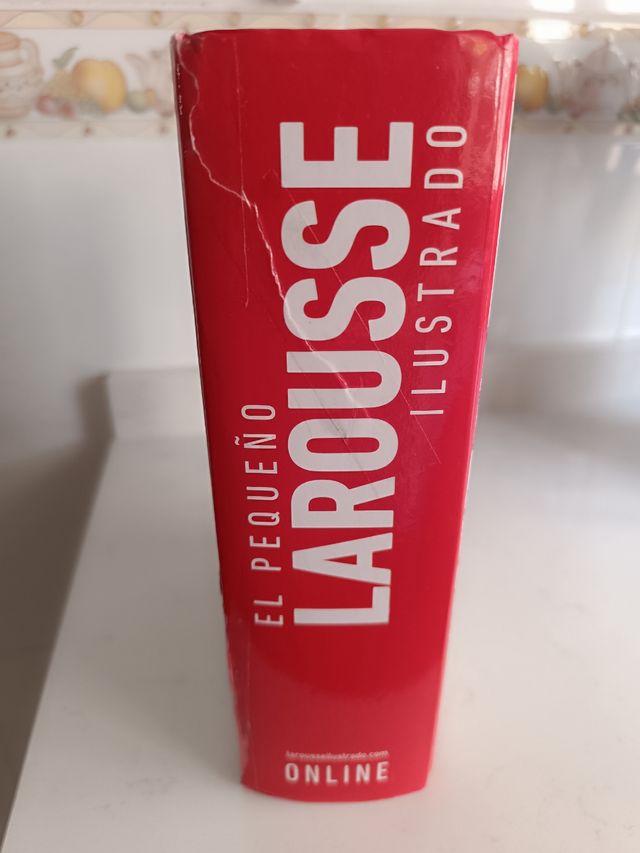 EL PEQUEÑO
LAROUSSE
ILUSTRADO
larousseilustrado.com
ONLINE